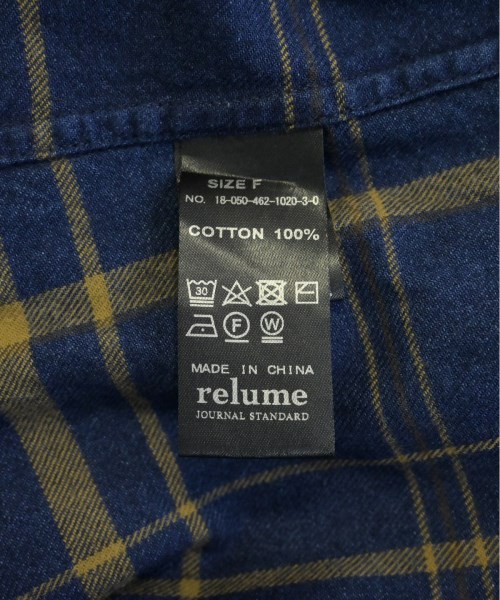 SIZE F
NO. 18-050-462-1020-3-0
COTTON 100%
30
F W
MADE IN CHINA
relume
JOURNAL STANDARD